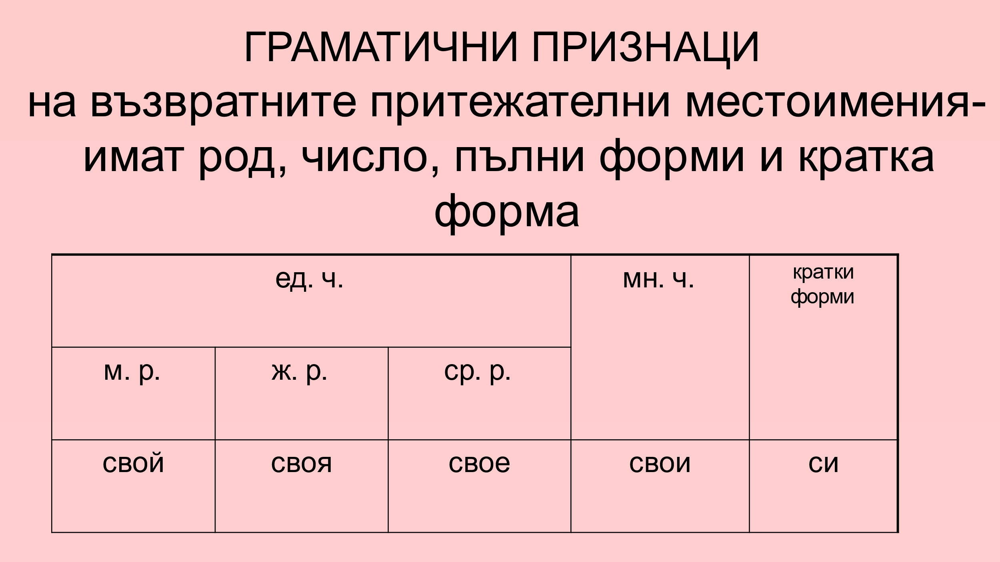 ГРАМАТИЧНИ ПРИЗНАЦИ
на възвратните притежателни местоимения-
имат род, число, пълни форми и кратка
форма
ед. ч.
мн. ч.
кратки
форми
м. р.
ж. р.
ср. р.
свой
своя
свое
свои
си